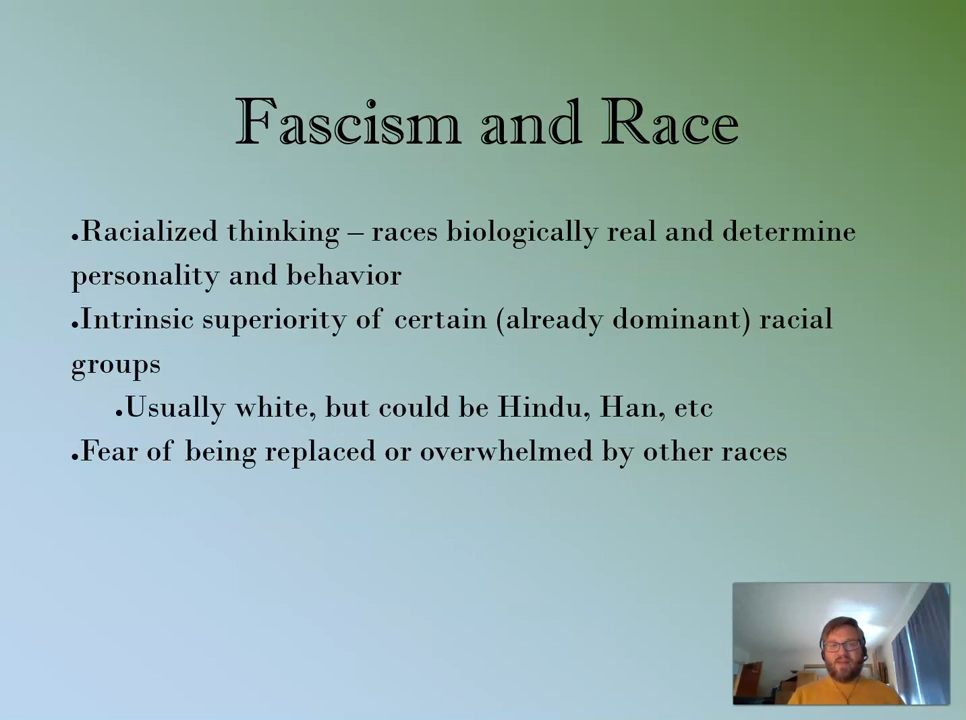 Fascism and Race
●Racialized thinking – races biologically real and determine
personality and behavior
●Intrinsic superiority of certain (already dominant) racial
groups
●Usually white, but could be Hindu, Han, etc
●Fear of being replaced or overwhelmed by other races